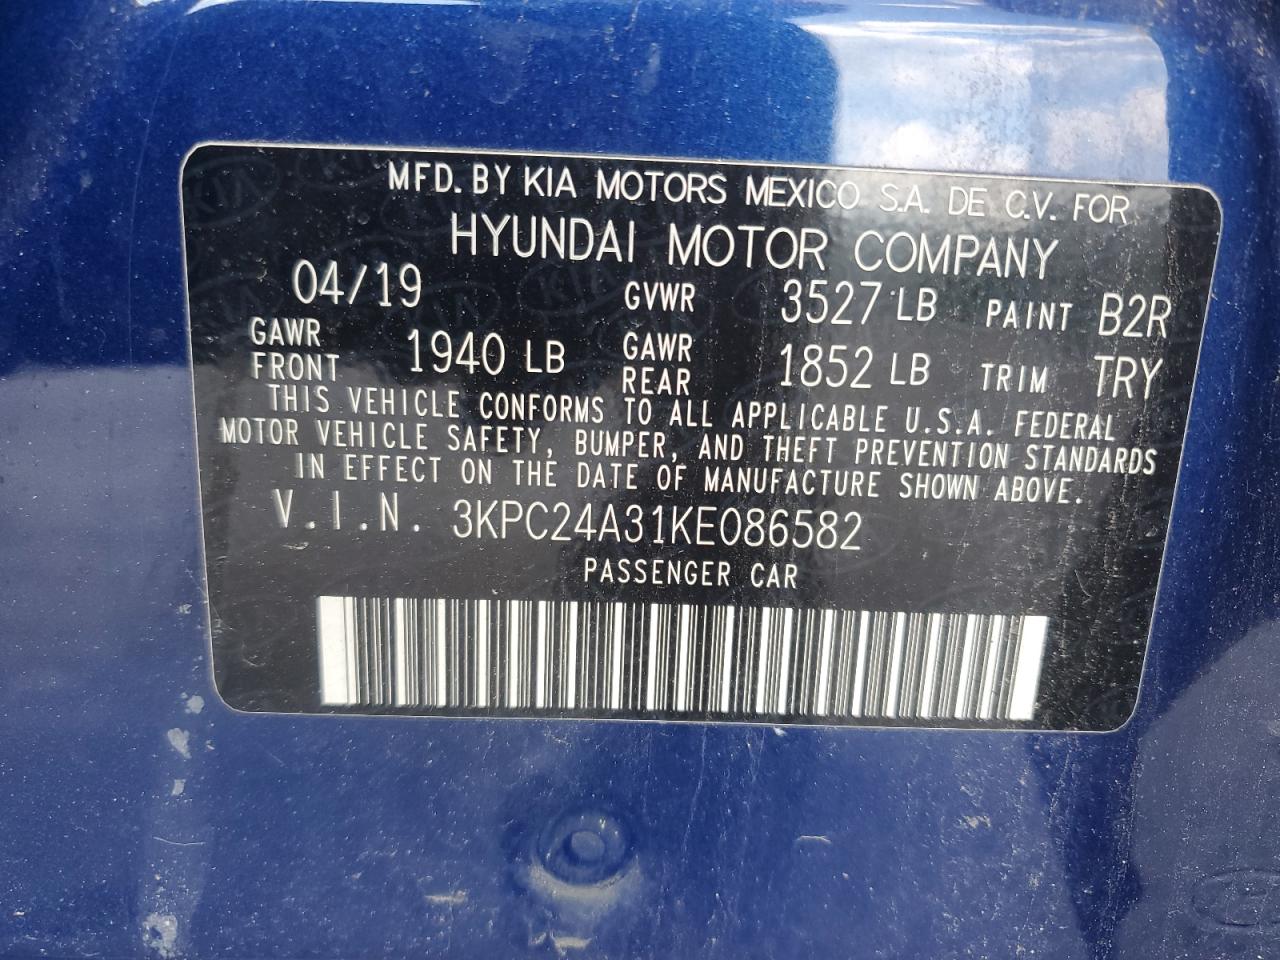 MFD. BY KIA MOTORS MEXICO S.A. DE C.V. FOR
HYUNDAI MOTOR COMPANY
04/19 GVWR 3527 LB PAINT B2R
GAWR FRONT 1940 LB GAWR REAR 1852 LB TRIM TRY
THIS VEHICLE CONFORMS TO ALL APPLICABLE U.S.A. FEDERAL
MOTOR VEHICLE SAFETY, BUMPER, AND THEFT PREVENTION STANDARDS
IN EFFECT ON THE DATE OF MANUFACTURE SHOWN ABOVE.
V.I.N. 3KPC24A31KE086582
PASSENGER CAR